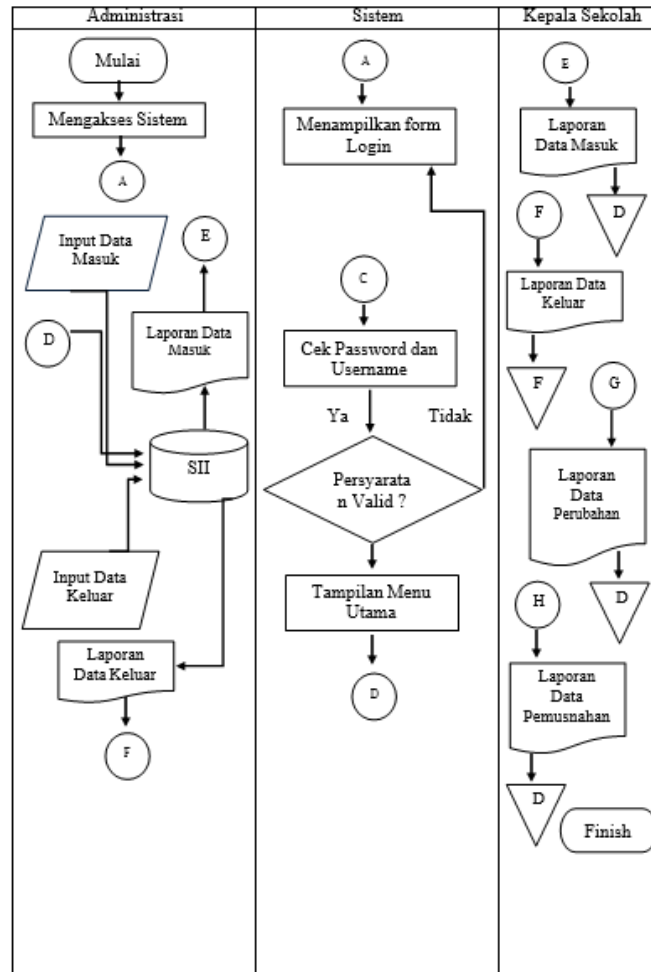 Administrasi
Mulai
Mengakses Sistem
A
Input Data
Masuk
E
D
Laporan Data
Masuk
SII
Input Data
Keluar
Laporan
Data Keluar
F
Sistem
A
Menampilkan form
Login
C
Cek Password dan
Username
Ya
Tidak
Persyarata
n Valid ?
Tampilan Menu
Utama
D
Kepala Sekolah
E
Laporan
Data Masuk
D
F
Laporan Data
Keluar
F
G
Laporan
Data
Perubahan
D
H
Laporan
Data
Pemusnahan
D
Finish